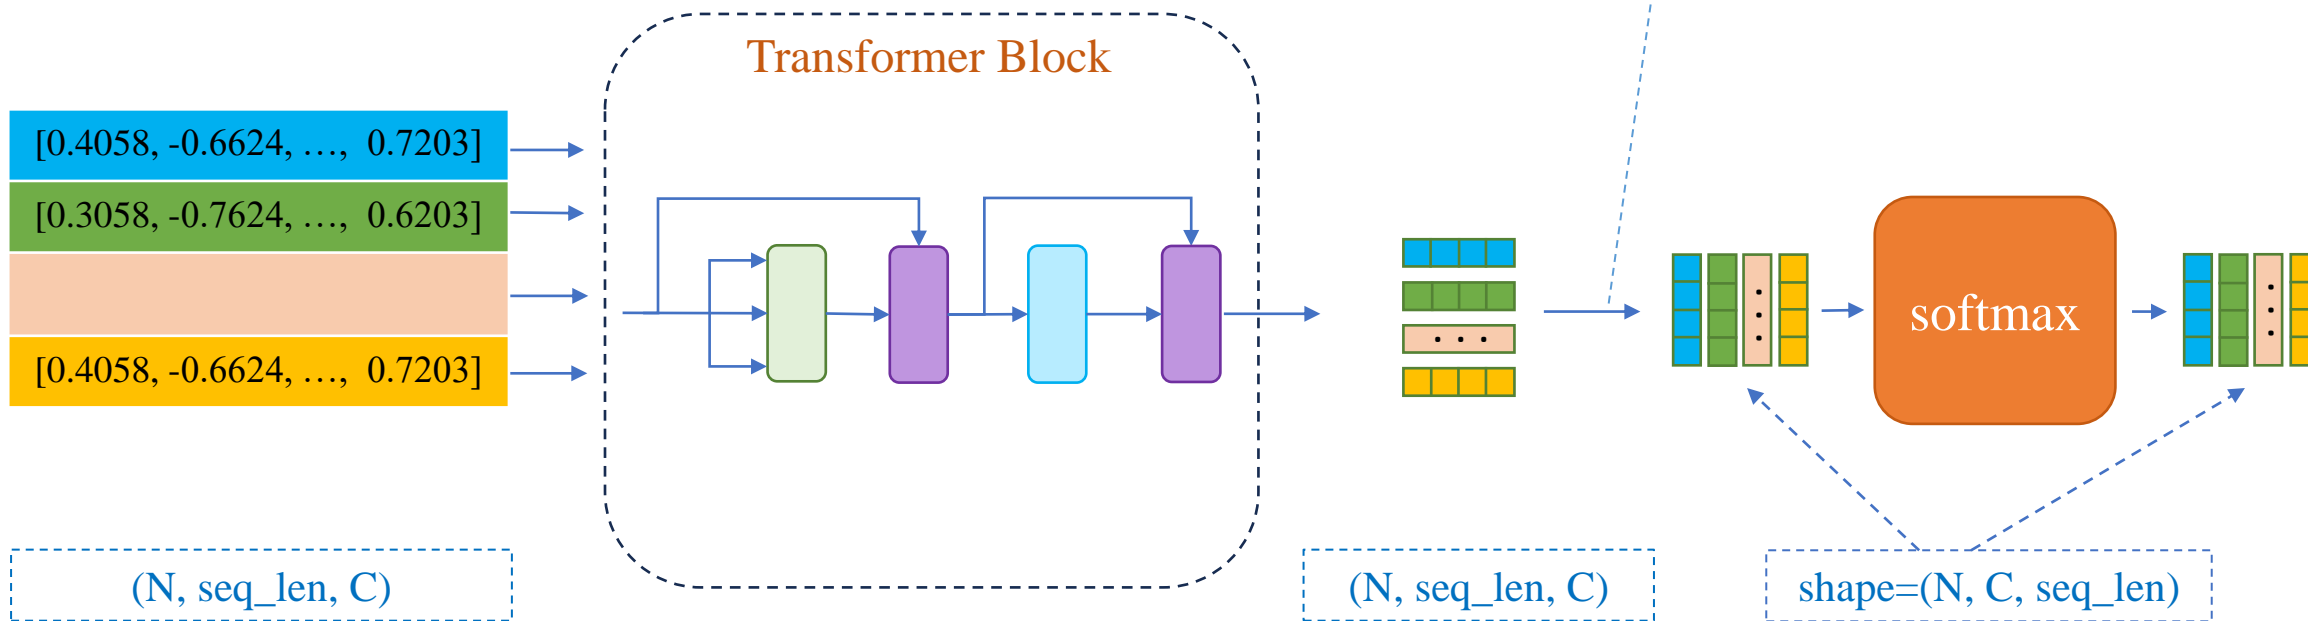 Transformer Block
[0.4058, -0.6624, …, 0.7203]
[0.3058, -0.7624, …, 0.6203]
[0.4058, -0.6624, …, 0.7203]
. . .
softmax
(N, seq_len, C)
(N, seq_len, C)
shape=(N, C, seq_len)